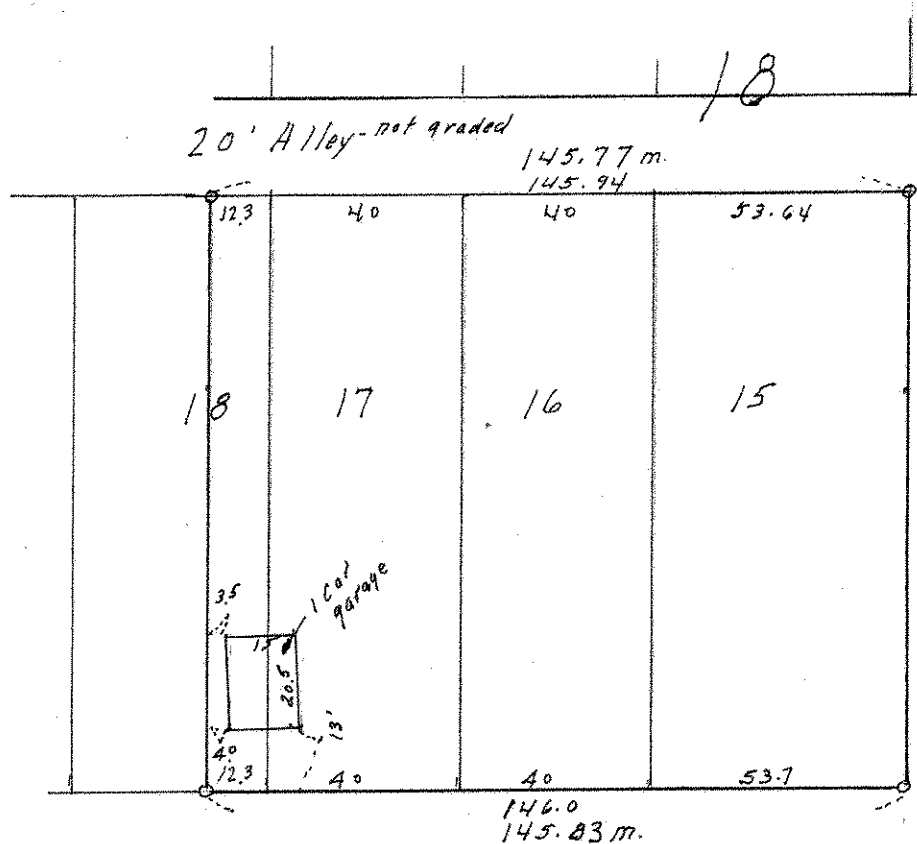 18
20' Alley - not graded
145.77 m.
145.94
12.3 40 40 53.64
18 17 16 15
3.5
1 Car
garage
15
20.5
13'
40
12.3 40 40 53.7
146.0
145.83 m.